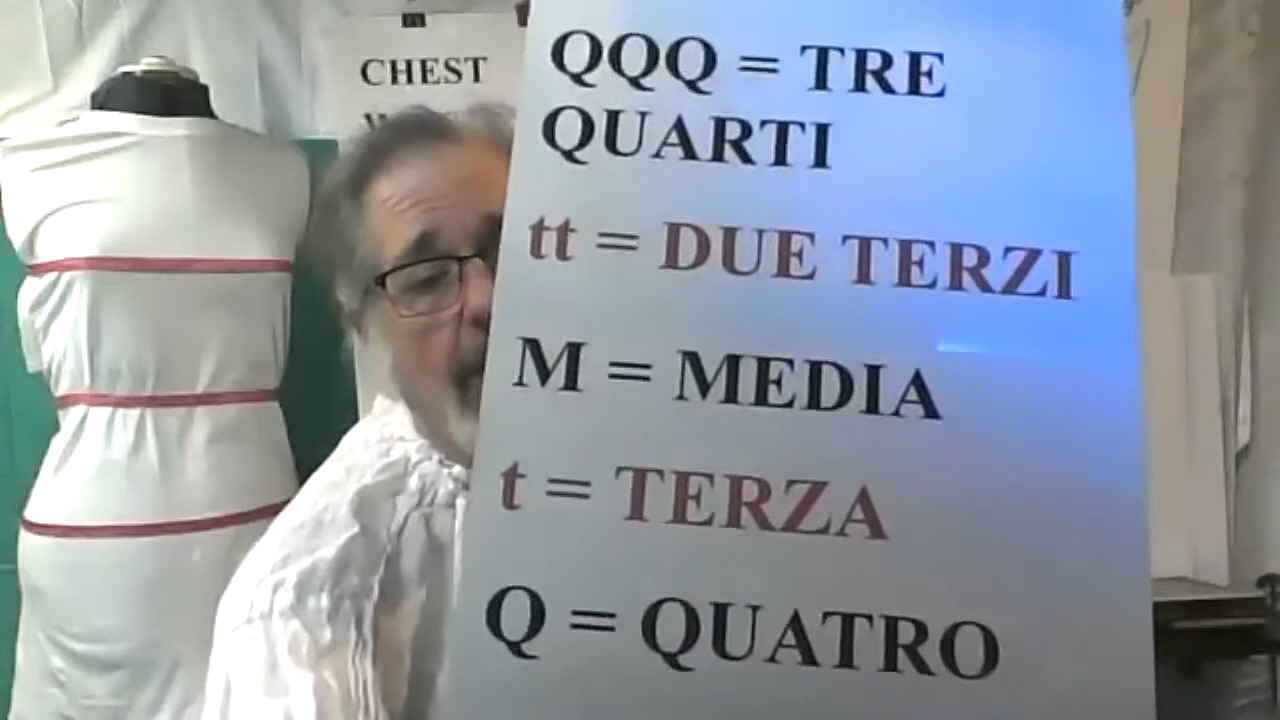 CHEST
QQQ = TRE
QUARTI
tt = DUE TERZI
M = MEDIA
t = TERZA
Q = QUATRO